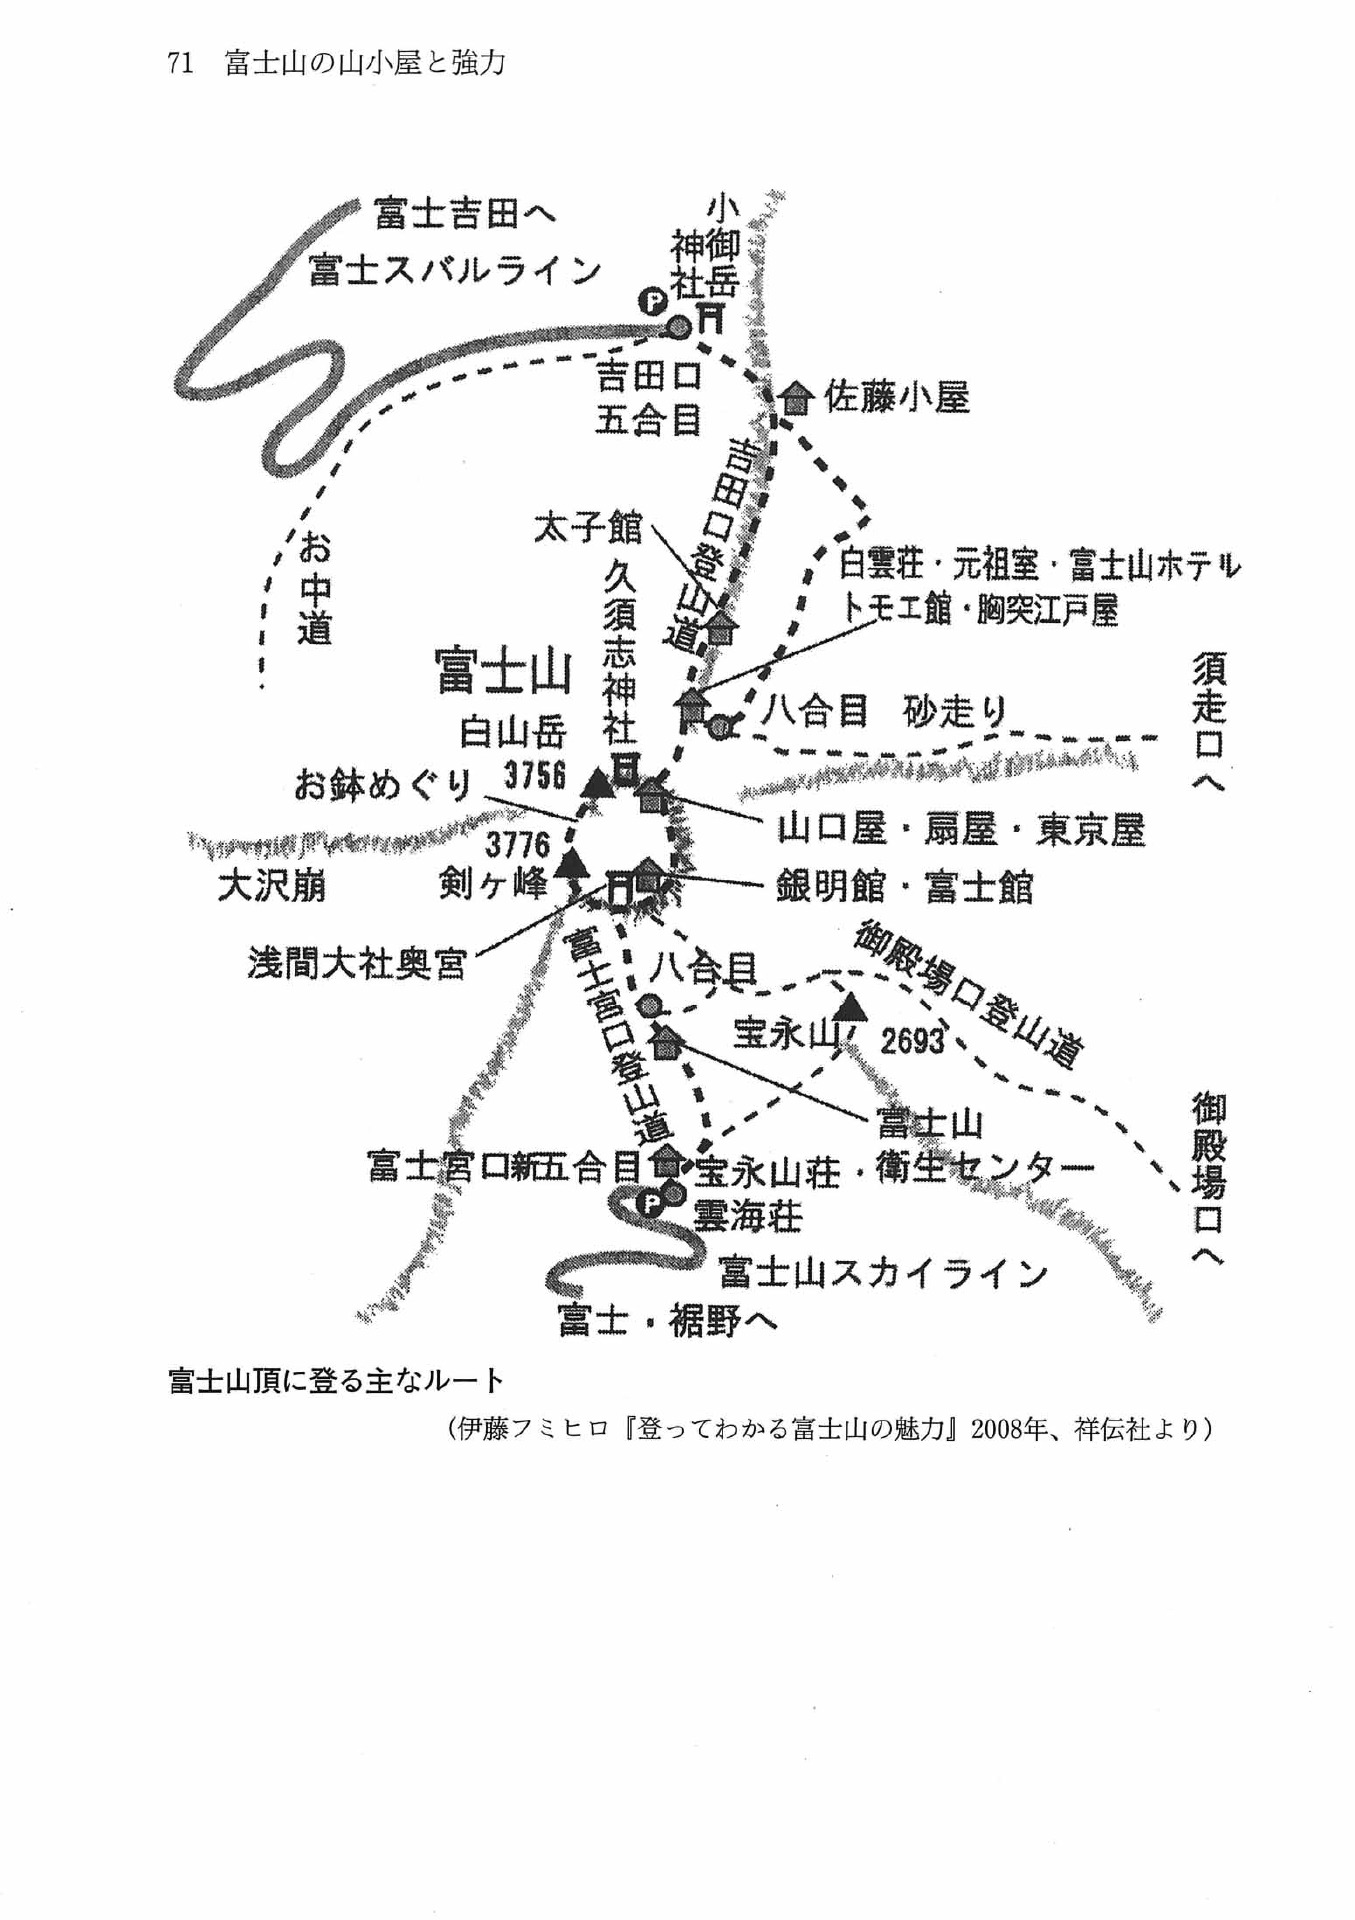 71 富士山の山小屋と強力
富士吉田へ
富士スバルライン
小御岳
神社
P
吉田口
五合目
佐藤小屋
吉田口登山道
太子館
お中道
久須志神社
白雲荘・元祖室・富士山ホテル
トモエ館・胸突江戸屋
富士山
白山岳
3756
八合目 砂走り
須走口へ
お鉢めぐり
山口屋・扇屋・東京屋
3776
剣ヶ峰
大沢崩
銀明館・富士館
浅間大社奥宮
富士宮口登山道
八合目
御殿場口登山道
宝永山
2693
富士山
衛生センター
御殿場口へ
富士宮口新五合目
宝永山荘・
雲海荘
P
富士山スカイライン
富士・裾野へ
富士山頂に登る主なルート
(伊藤フミヒロ『登ってわかる富士山の魅力』2008年、祥伝社より)